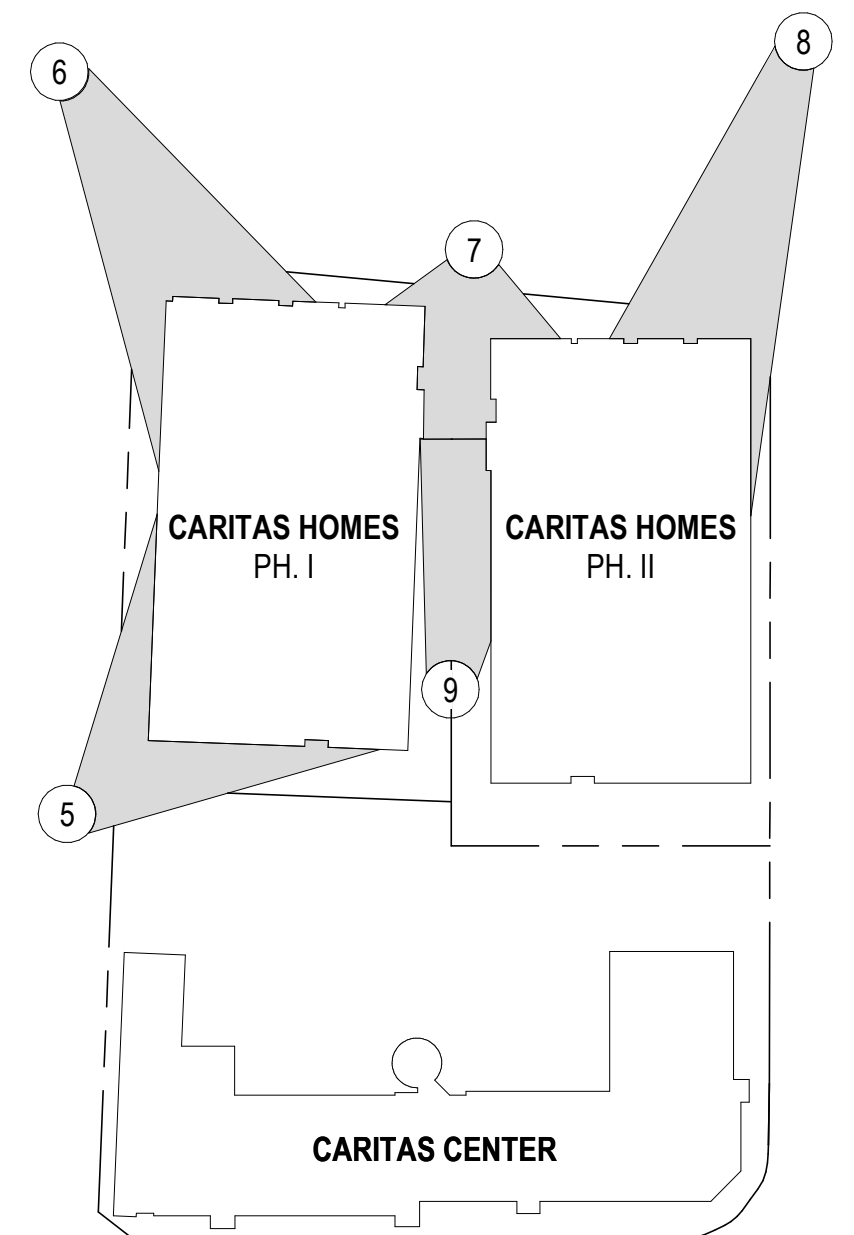 6
8
7
CARITAS HOMES
PH. I
CARITAS HOMES
PH. II
9
5
CARITAS CENTER